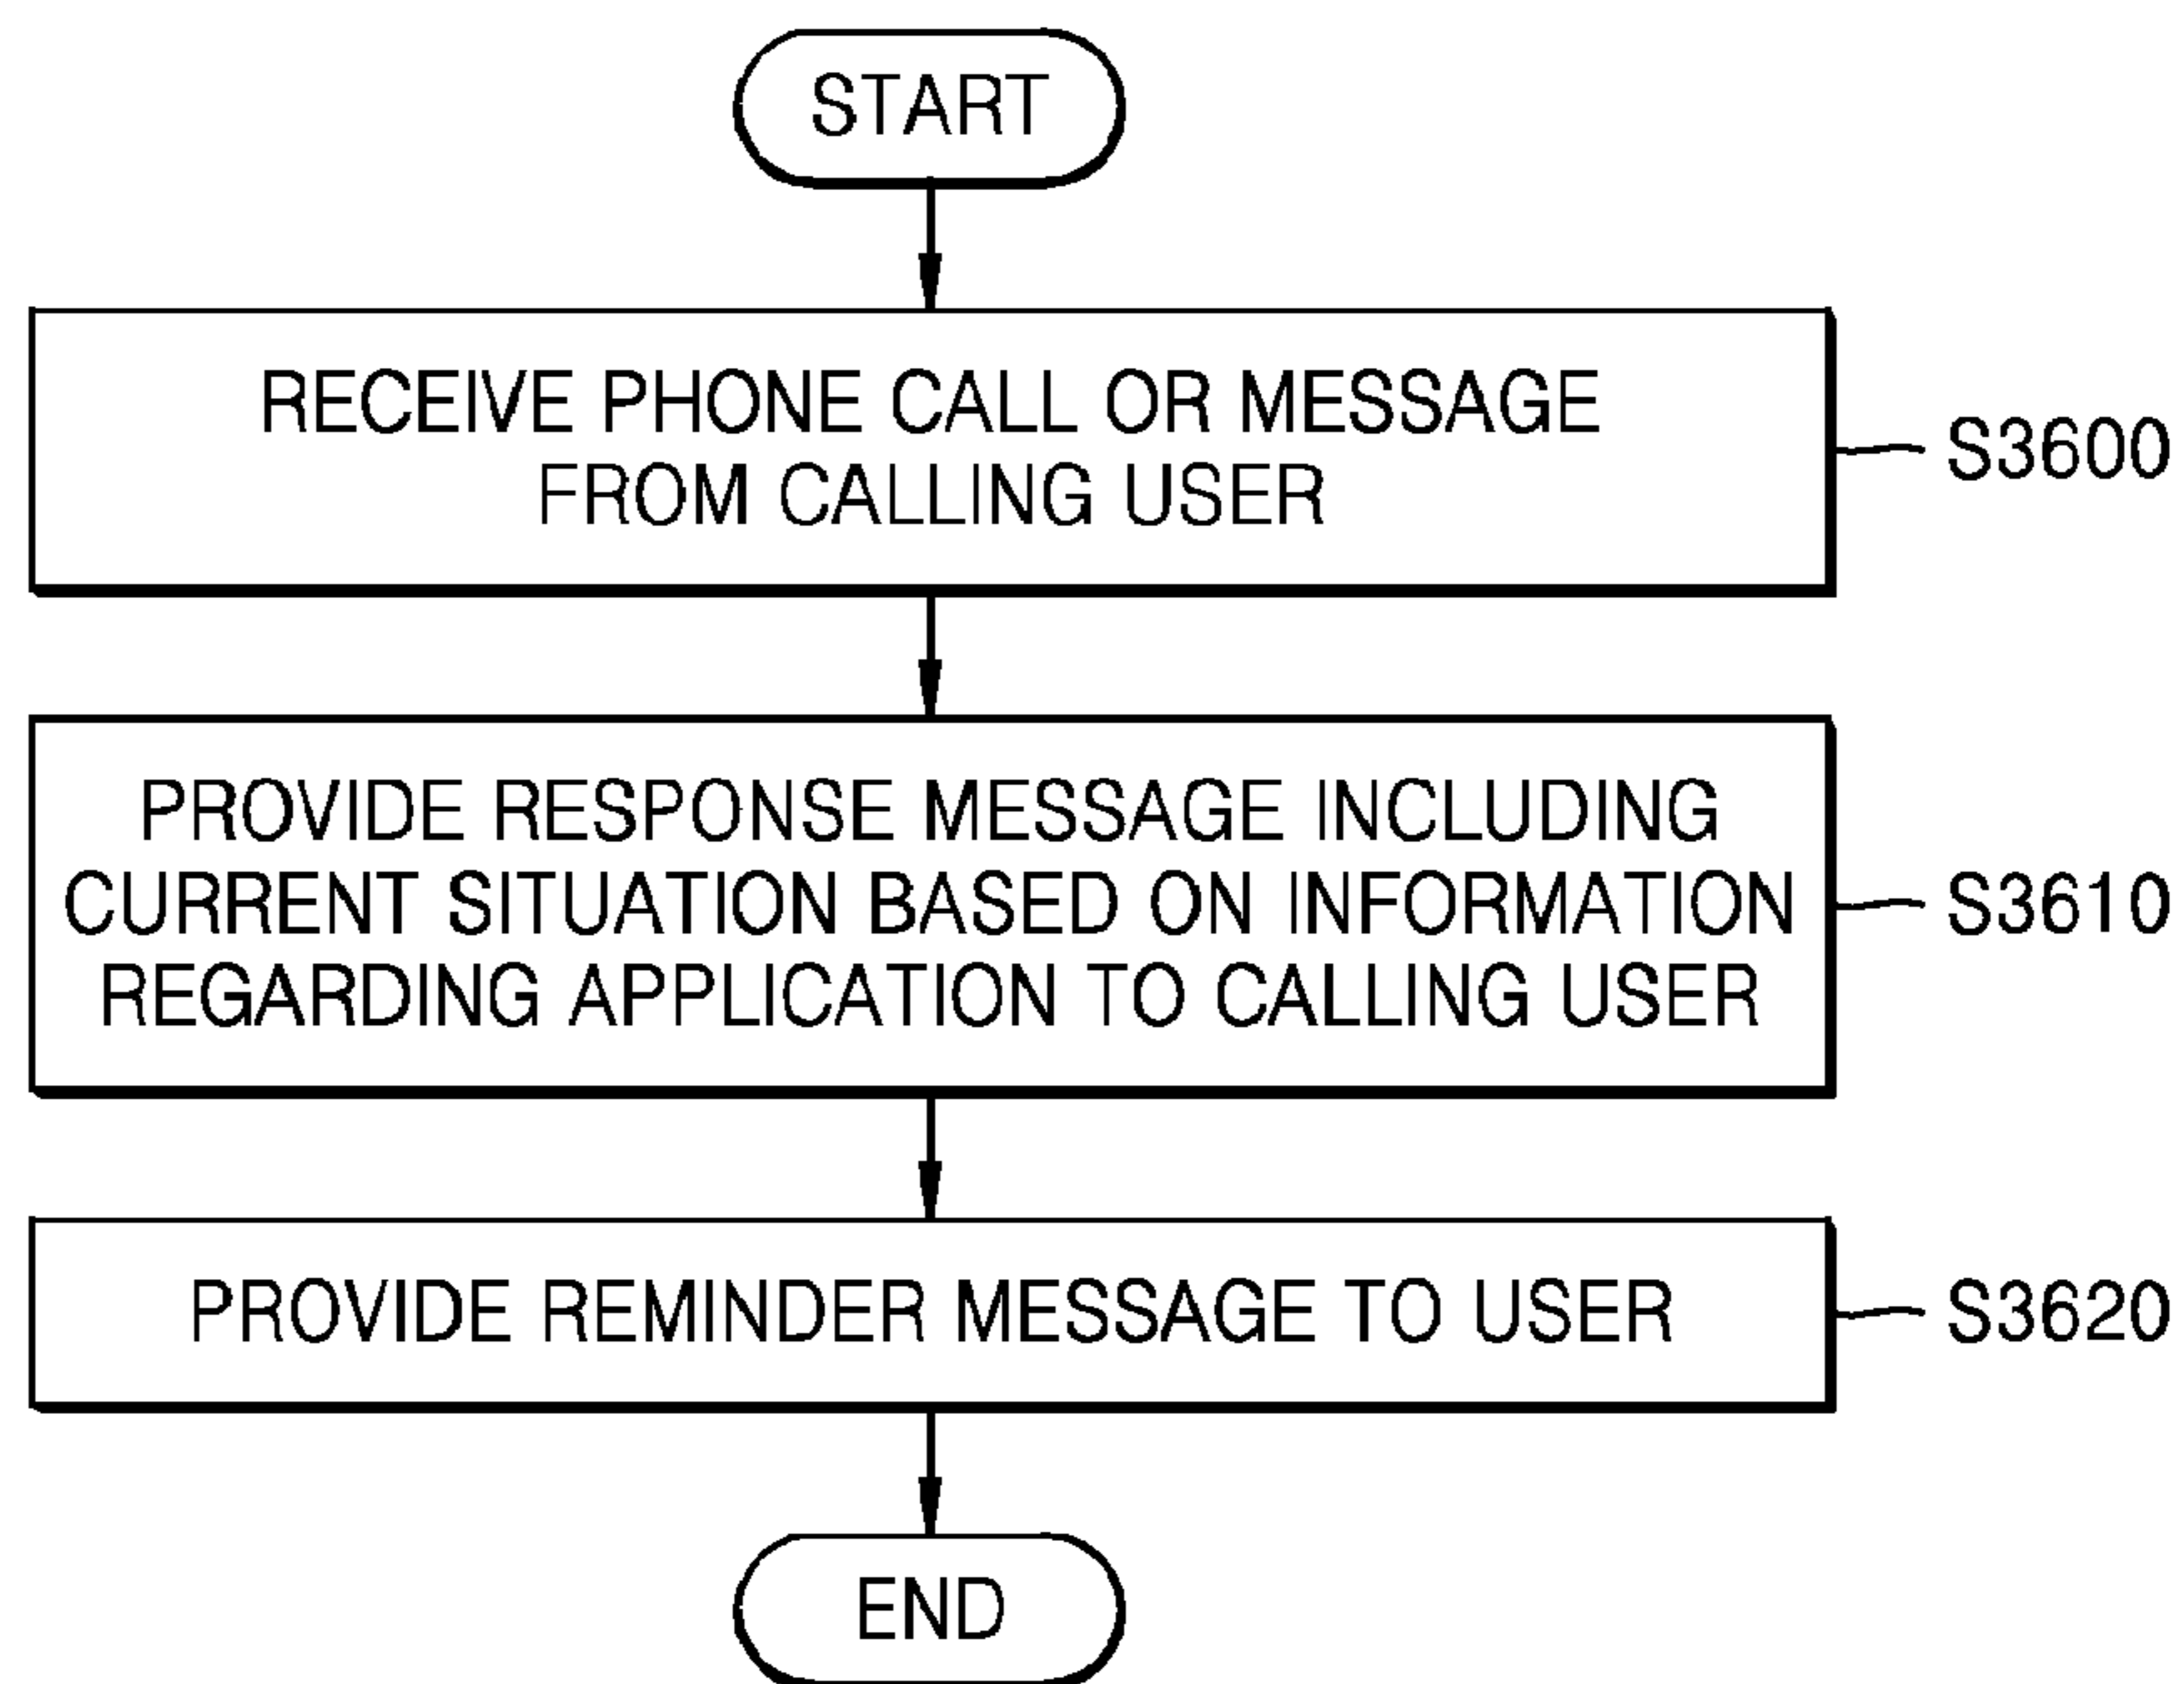 START
RECEIVE PHONE CALL OR MESSAGE
FROM CALLING USER
S3600
PROVIDE RESPONSE MESSAGE INCLUDING
CURRENT SITUATION BASED ON INFORMATION
REGARDING APPLICATION TO CALLING USER
S3610
PROVIDE REMINDER MESSAGE TO USER
S3620
END